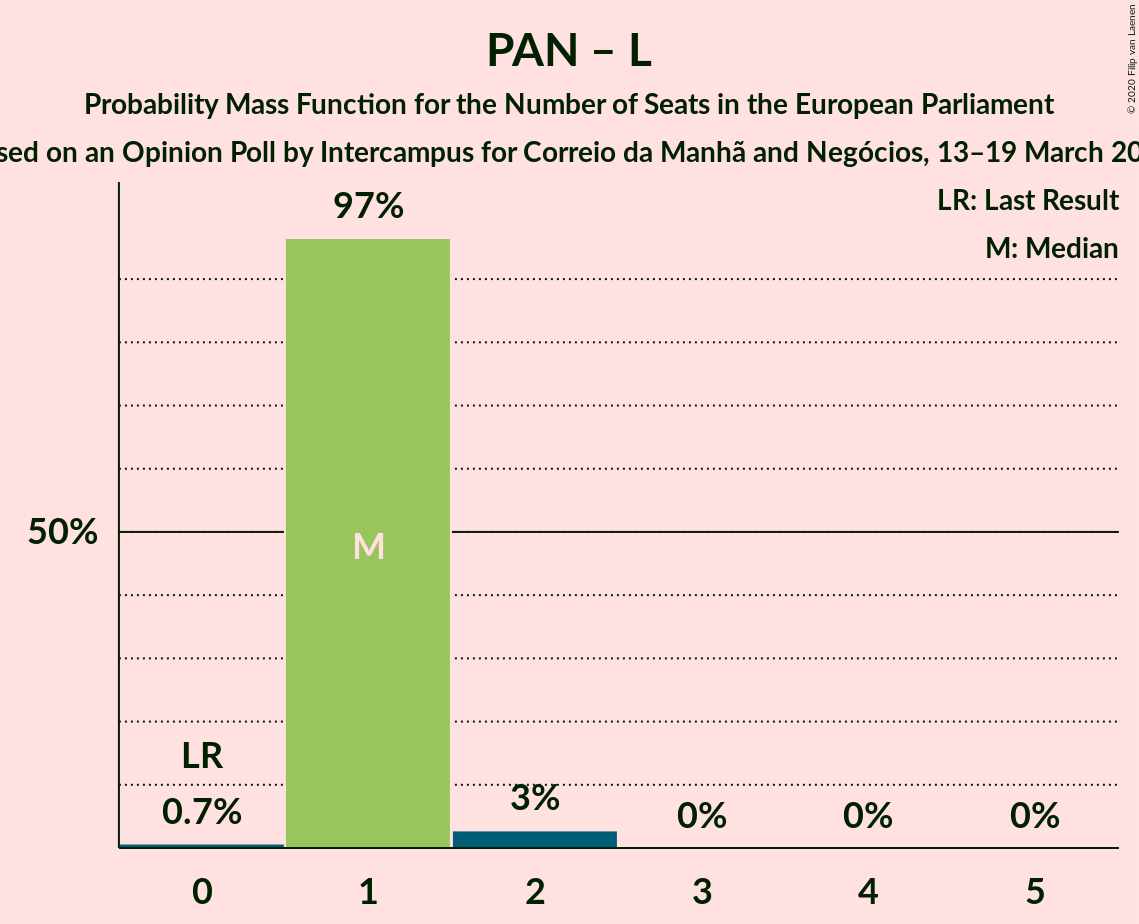 PAN – L
Probability Mass Function for the Number of Seats in the European Parliament
on an Opinion Poll by Intercampus for Correio da Manhã and Negócios, 13–19 March
© 2020 Filip van Laenen
LR: Last Result
M: Median
97%
50%
M
LR
0.7%
3%
0%
0%
0%
0
1
2
3
4
5